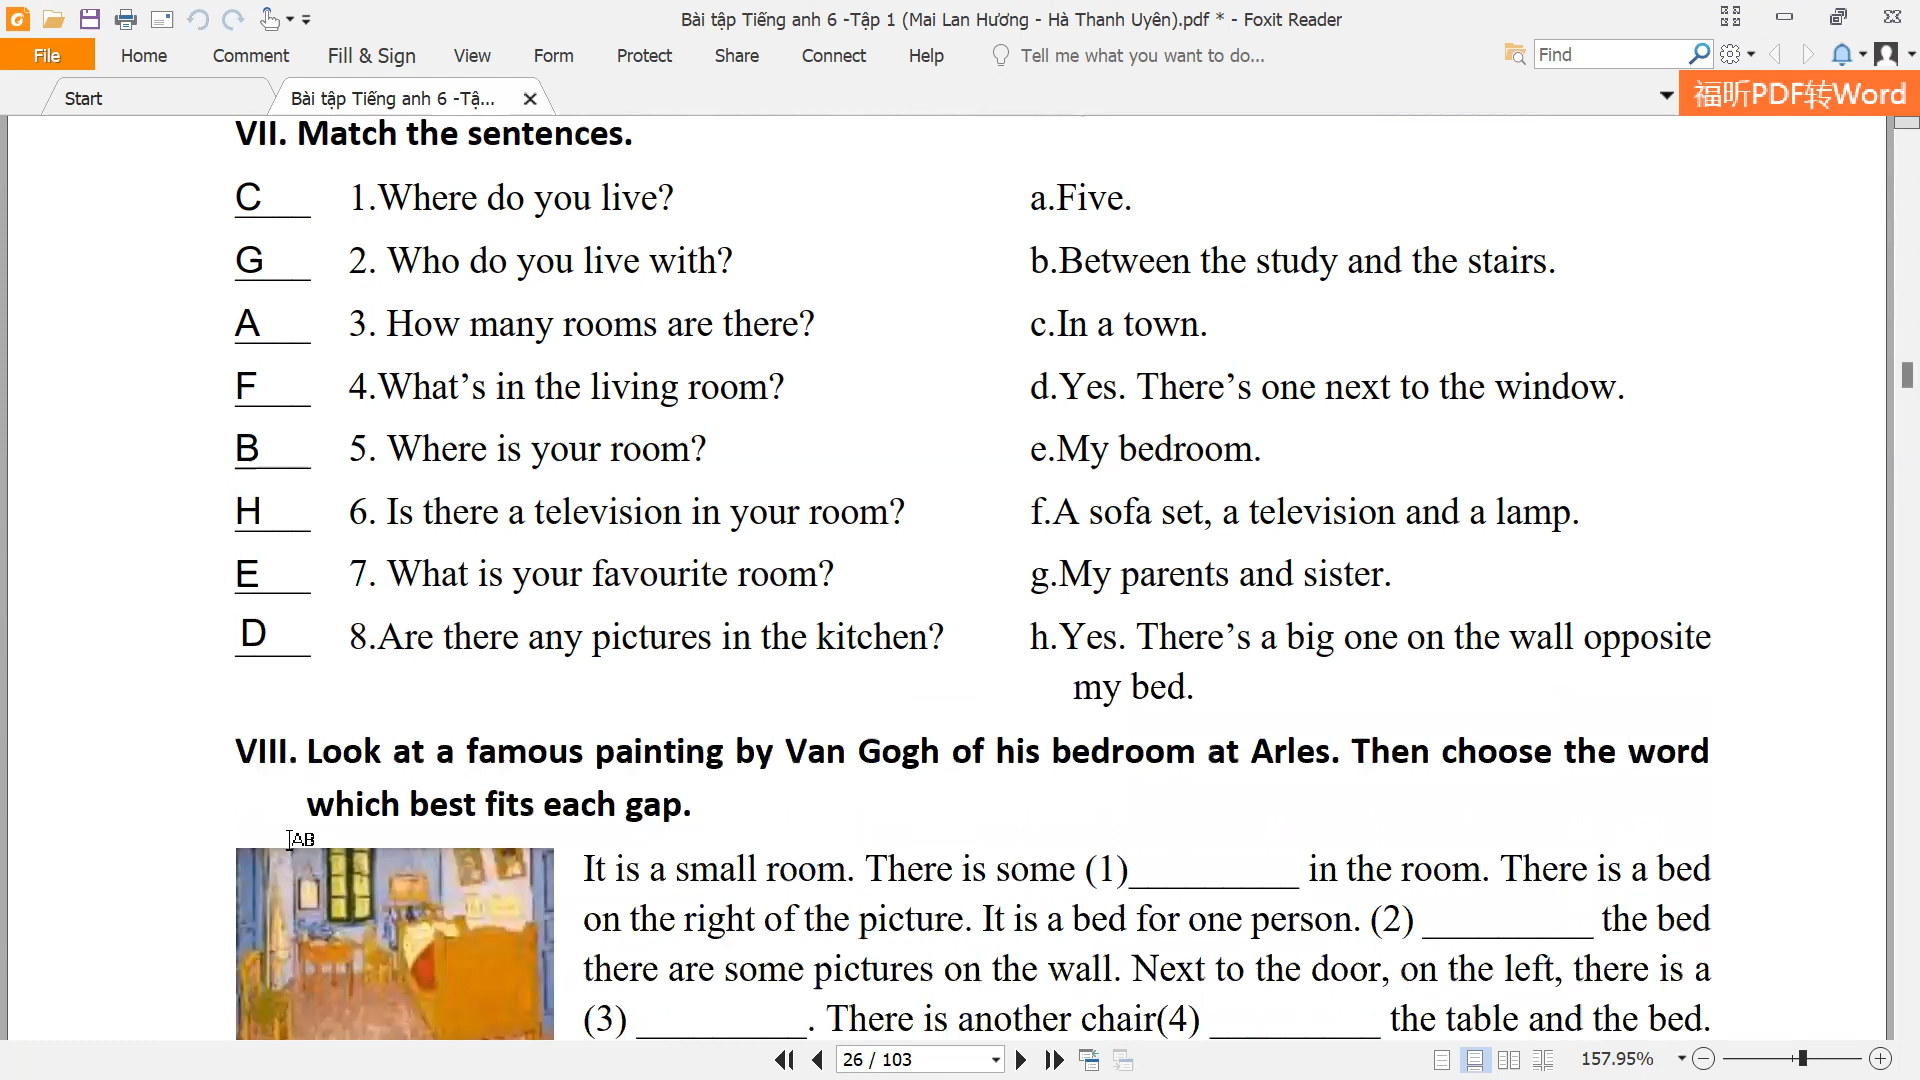 Bài tập Tiếng anh 6 -Tập 1 (Mai Lan Hương - Hà Thanh Uyên).pdf * - Foxit Reader
File Home Comment Fill & Sign View Form Protect Share Connect Help Tell me what you want to do... Find
Start Bài tập Tiếng anh 6 -Tậ... 福昕PDF转Word
VII. Match the sentences.
C 1.Where do you live? a.Five.
G 2. Who do you live with? b.Between the study and the stairs.
A 3. How many rooms are there? c.In a town.
F 4.What’s in the living room? d.Yes. There’s one next to the window.
B 5. Where is your room? e.My bedroom.
H 6. Is there a television in your room? f.A sofa set, a television and a lamp.
E 7. What is your favourite room? g.My parents and sister.
D 8.Are there any pictures in the kitchen? h.Yes. There’s a big one on the wall opposite
my bed.
VIII. Look at a famous painting by Van Gogh of his bedroom at Arles. Then choose the word
which best fits each gap.
AB
It is a small room. There is some (1)_________ in the room. There is a bed
on the right of the picture. It is a bed for one person. (2) _________ the bed
there are some pictures on the wall. Next to the door, on the left, there is a
(3) _________. There is another chair(4) _________ the table and the bed.
26 / 103 157.95%